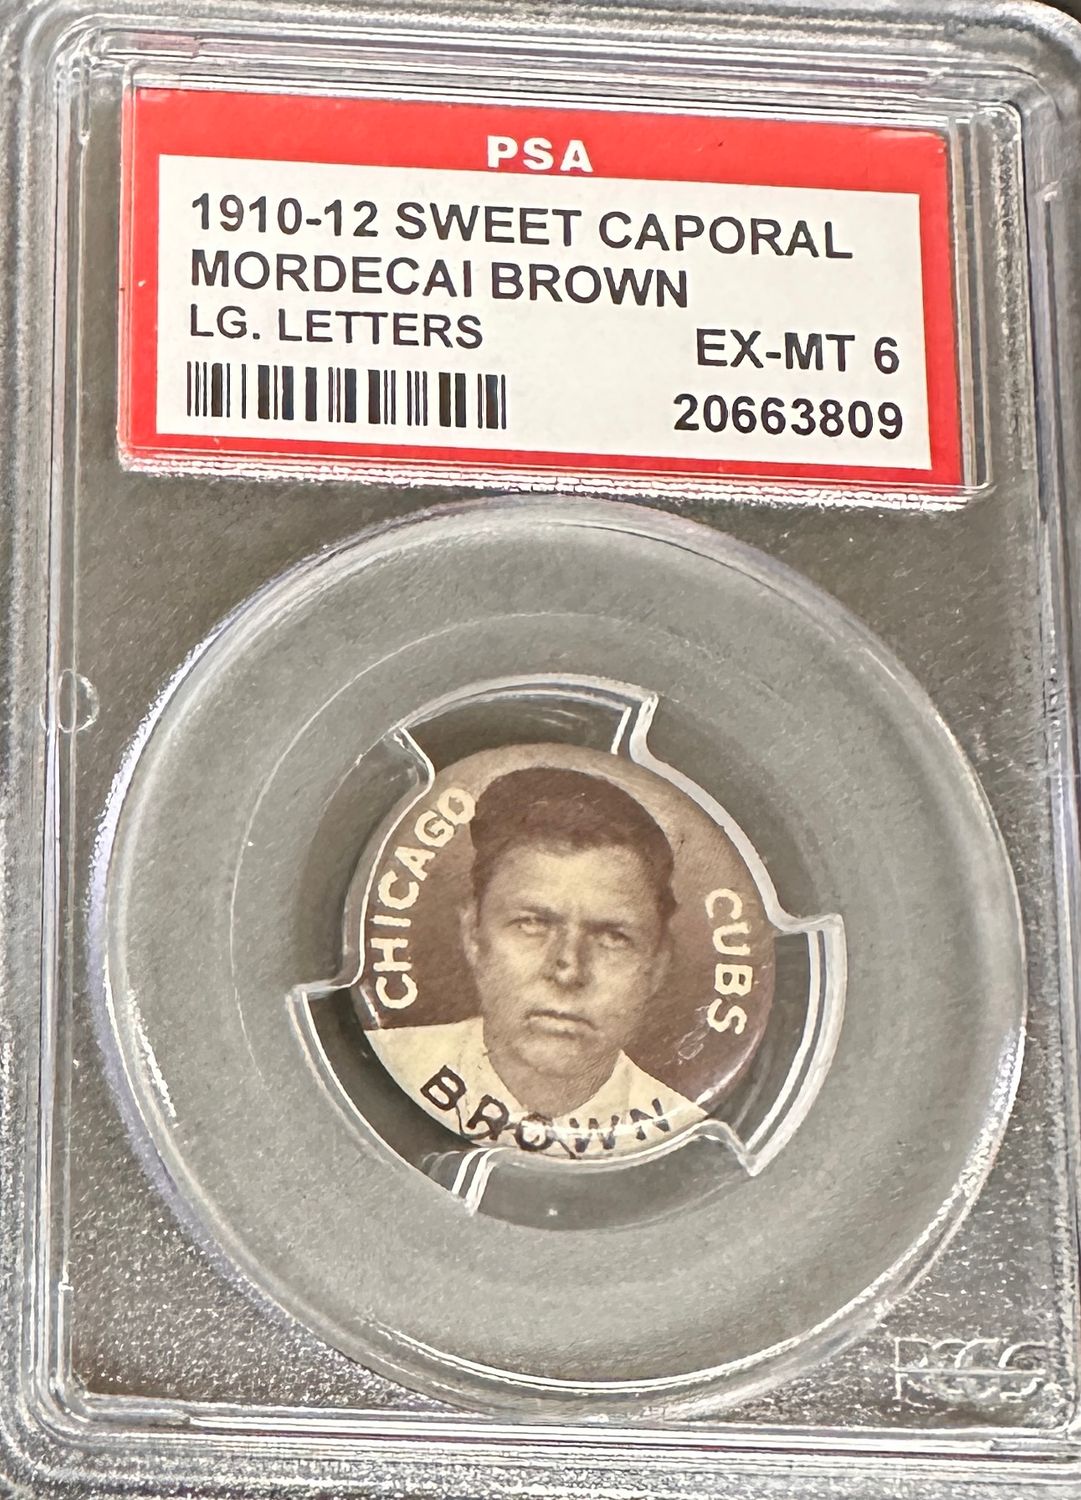 PSA
1910-12 SWEET CAPORAL
MORDECAI BROWN
LG. LETTERS
EX-MT 6
20663809
CHICAGO
CUBS
BROWN